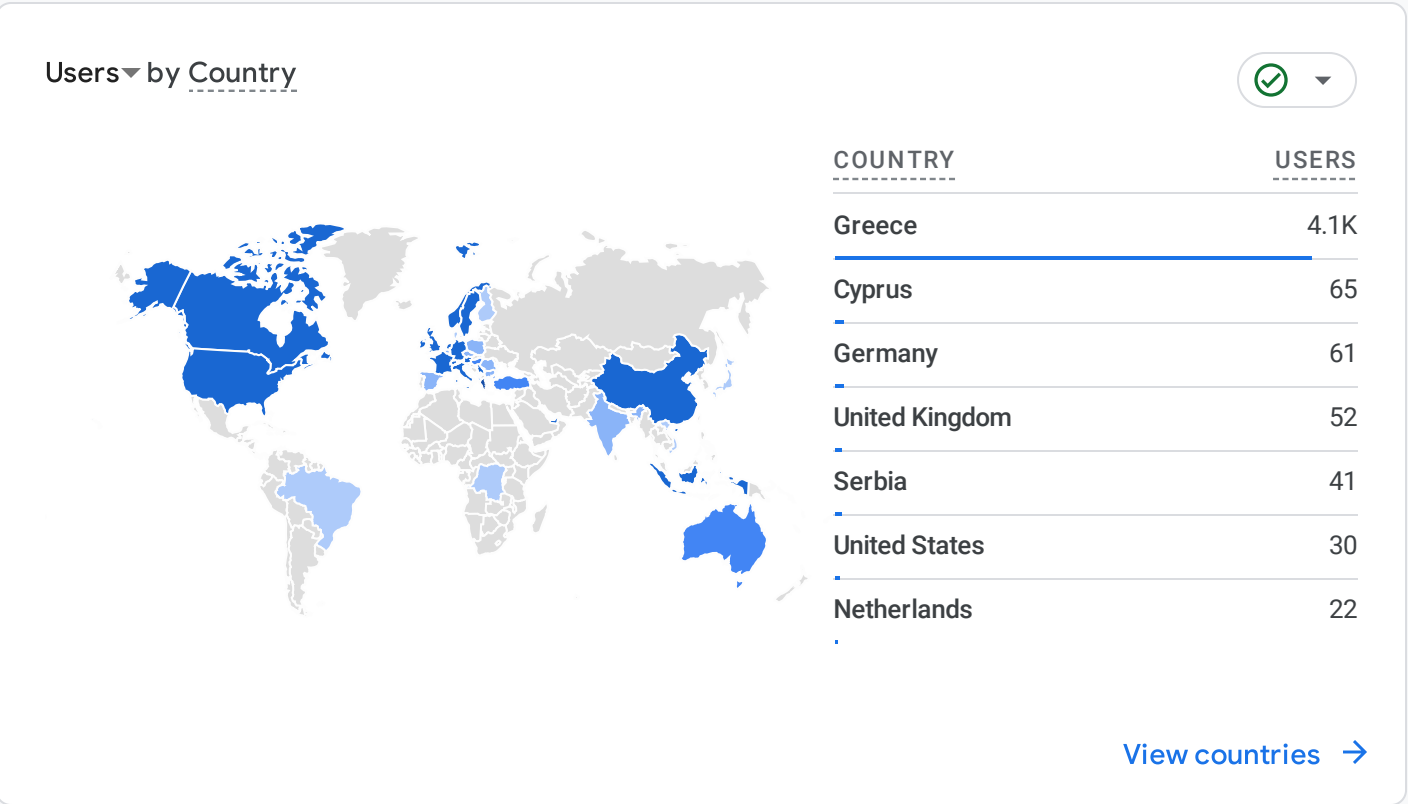 Users by Country
COUNTRY USERS
Greece 4.1K
Cyprus 65
Germany 61
United Kingdom 52
Serbia 41
United States 30
Netherlands 22
View countries